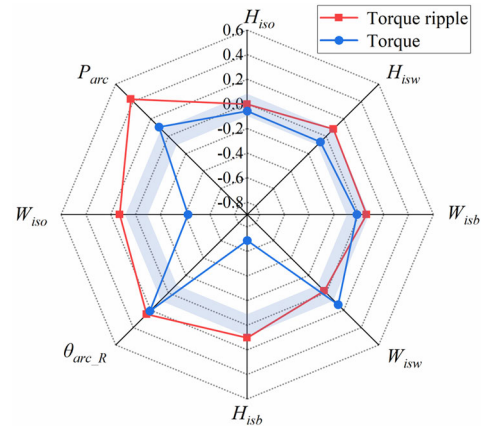 H_iso
Torque ripple
Torque
0.6
0.4
0.2
0.0
-0.2
-0.4
-0.6
-0.8
P_arc
H_isw
W_iso
W_isb
θ_arc_R
W_isw
H_isb